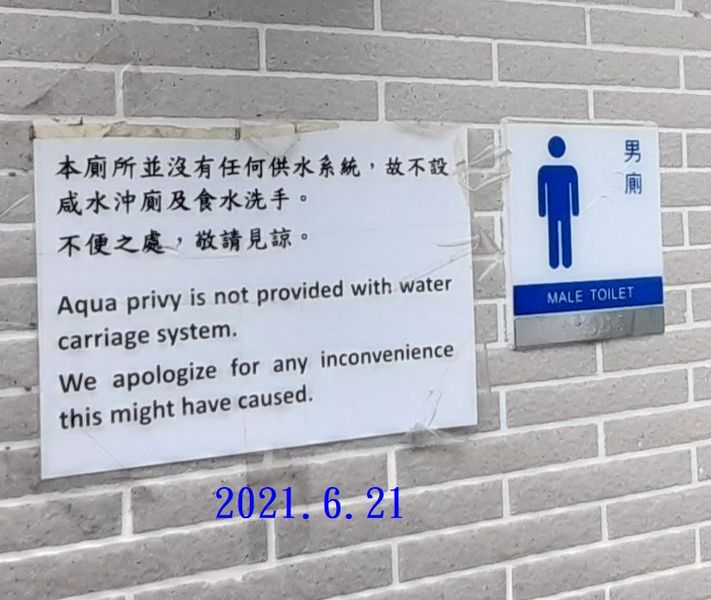 本廁所並沒有任何供水系統，故不設
咸水沖廁及食水洗手。
不便之處，敬請見諒。
Aqua privy is not provided with water
carriage system.
We apologize for any inconvenience
this might have caused.
男廁
MALE TOILET
2021.6.21